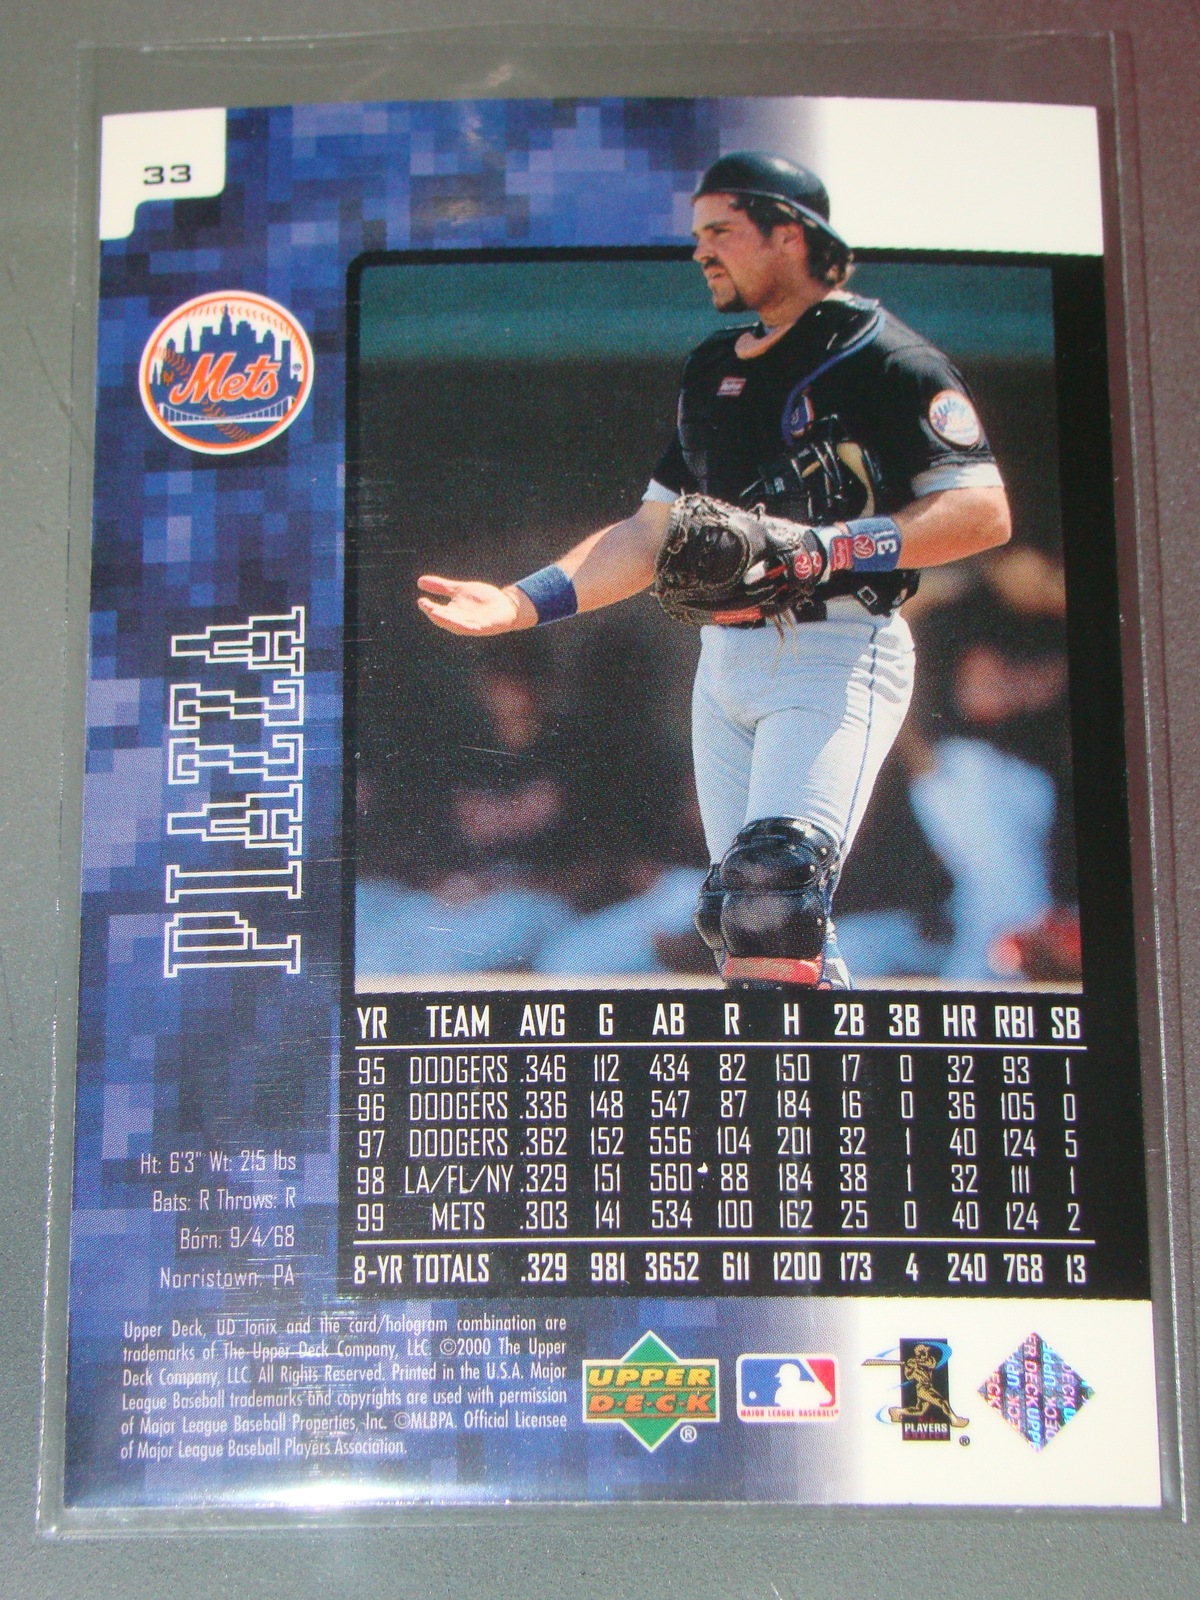 33
Mets
PIAZZA
31
YR TEAM AVG G AB R H 2B 3B HR RBI SB
95 DODGERS .346 112 434 82 150 17 0 32 93 1
96 DODGERS .336 148 547 87 184 16 0 36 105 0
97 DODGERS .362 152 556 104 201 32 1 40 124 5
98 LA/FL/NY .329 151 560 88 184 38 1 32 111 1
99 METS .303 141 534 100 162 25 0 40 124 2
8-YR TOTALS .329 981 3652 611 1200 173 4 240 768 13
Ht: 6'3" Wt: 215 lbs
Bats: R Throws: R
Born: 9/4/68
Norristown, PA
Upper Deck, UD Ionix and the card/hologram combination are
trademarks of The Upper Deck Company, LLC. ©2000 The Upper
Deck Company, LLC. All Rights Reserved. Printed in the U.S.A. Major
League Baseball trademarks and copyrights are used with permission
of Major League Baseball Properties, Inc. ©MLBPA. Official Licensee
of Major League Baseball Players Association.
UPPER
DECK
®
MAJOR LEAGUE BASEBALL
PLAYERS
®